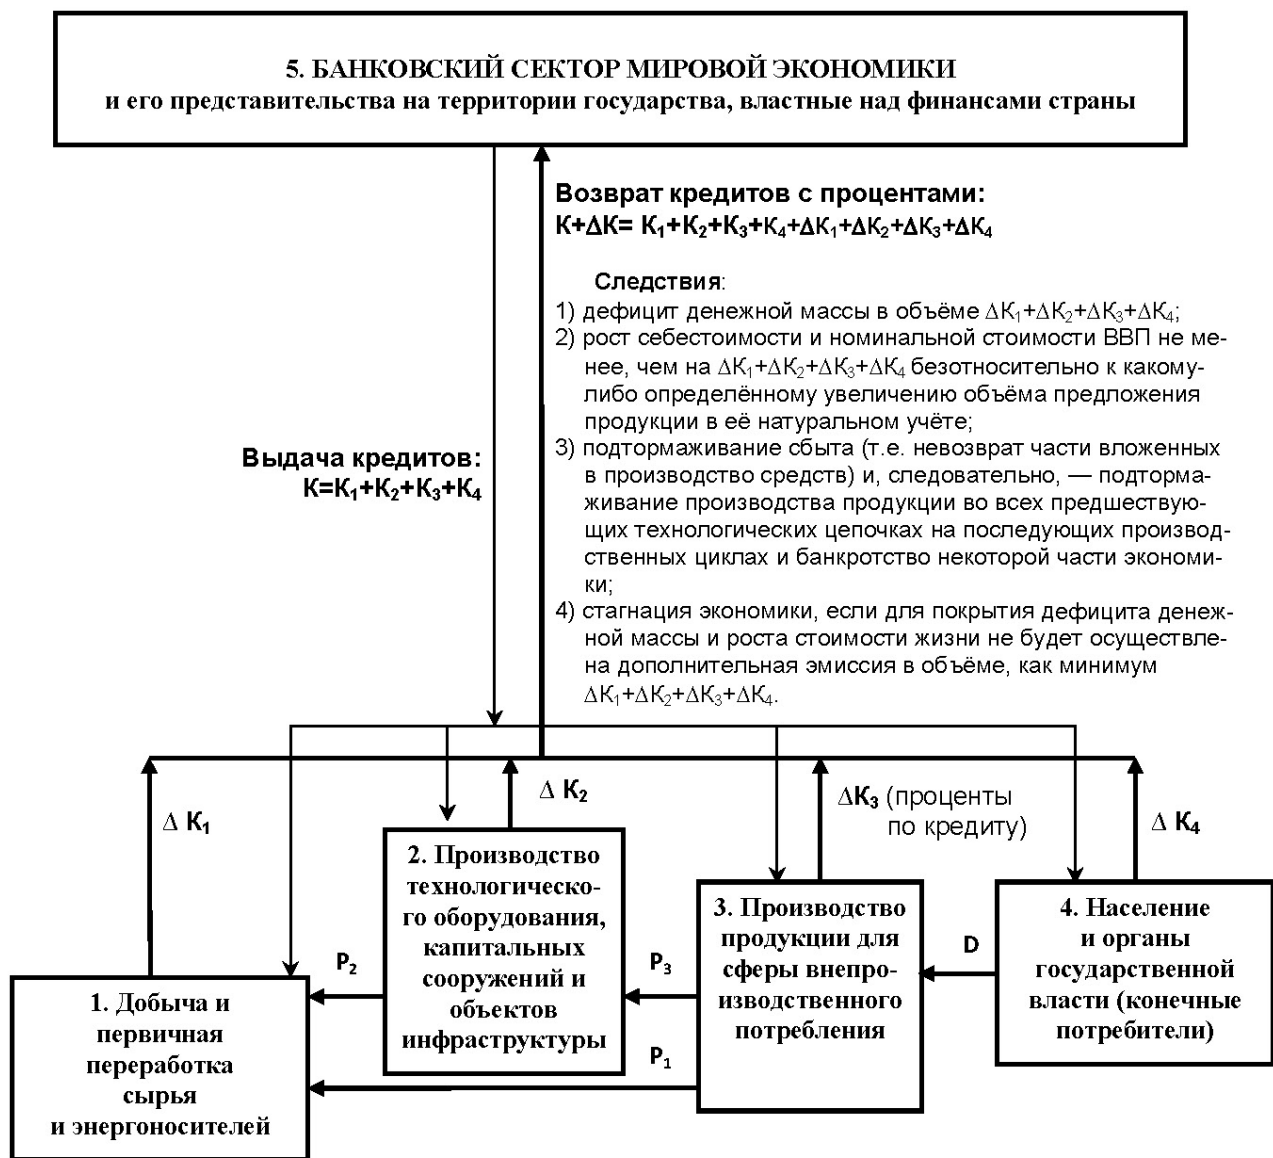 5. БАНКОВСКИЙ СЕКТОР МИРОВОЙ ЭКОНОМИКИ
и его представительства на территории государства, властные над финансами страны
Возврат кредитов с процентами:
К+ΔК= К₁+К₂+К₃+К₄+ΔК₁+ΔК₂+ΔК₃+ΔК₄
Следствия:
1) дефицит денежной массы в объёме ΔК₁+ΔК₂+ΔК₃+ΔК₄;
2) рост себестоимости и номинальной стоимости ВВП не ме-
нее, чем на ΔК₁+ΔК₂+ΔК₃+ΔК₄ безотносительно к какому-
либо определённому увеличению объёма предложения
продукции в её натуральном учёте;
3) подтормаживание сбыта (т.е. невозврат части вложенных
в производство средств) и, следовательно, — подторма-
живание производства продукции во всех предшествую-
щих технологических цепочках на последующих производ-
ственных циклах и банкротство некоторой части экономи-
ки;
4) стагнация экономики, если для покрытия дефицита денеж-
ной массы и роста стоимости жизни не будет осуществле-
на дополнительная эмиссия в объёме, как минимум
ΔК₁+ΔК₂+ΔК₃+ΔК₄.
Выдача кредитов:
К=К₁+К₂+К₃+К₄
Δ К₁
Δ К₂
ΔК₃ (проценты
по кредиту)
Δ К₄
2. Производство
технологическо-
го оборудования,
капитальных
сооружений и
объектов
инфраструктуры
3. Производство
продукции для
сферы внепро-
изводственного
потребления
4. Население
и органы
государственной
власти (конечные
потребители)
1. Добыча и
первичная
переработка
сырья
и энергоносителей
P₂
P₃
D
P₁